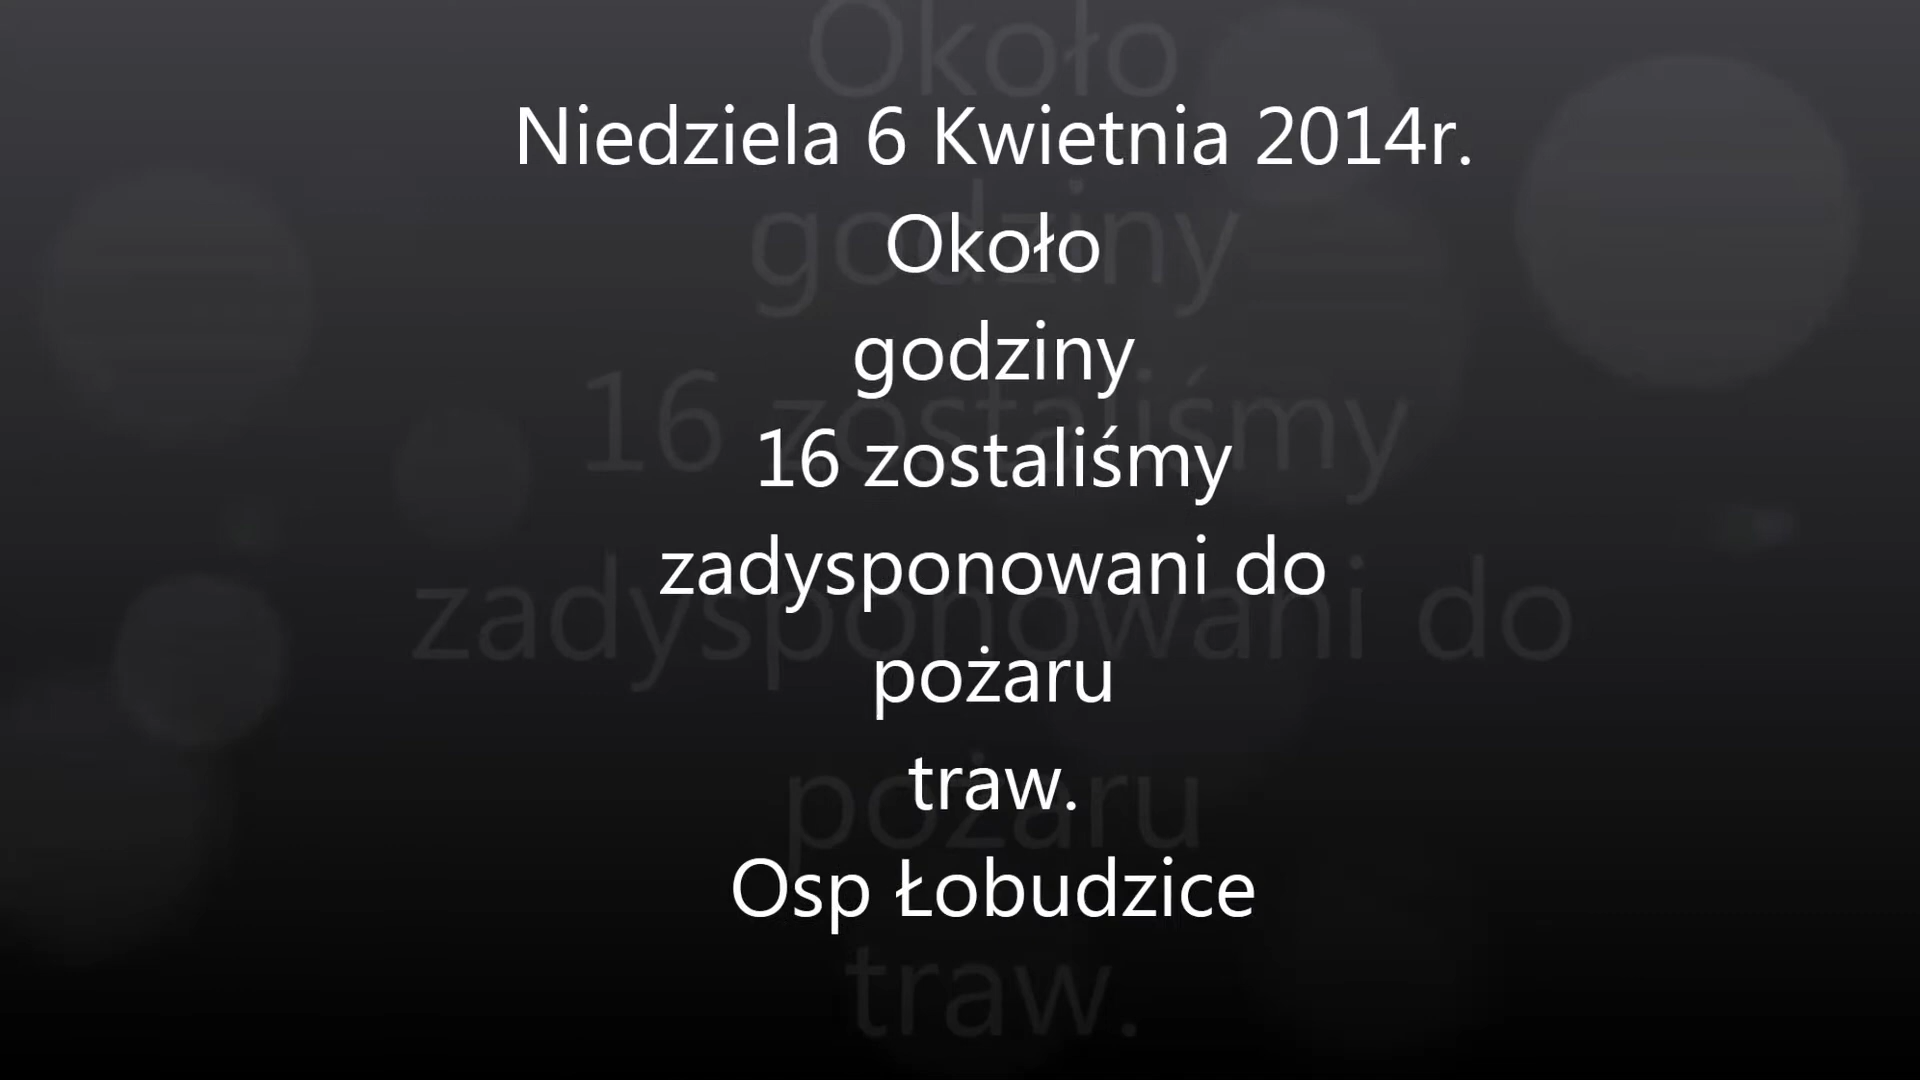 Niedziela 6 Kwietnia 2014r.
Około
godziny
16 zostaliśmy
zadysponowani do
pożaru
traw.
Osp Łobudzice